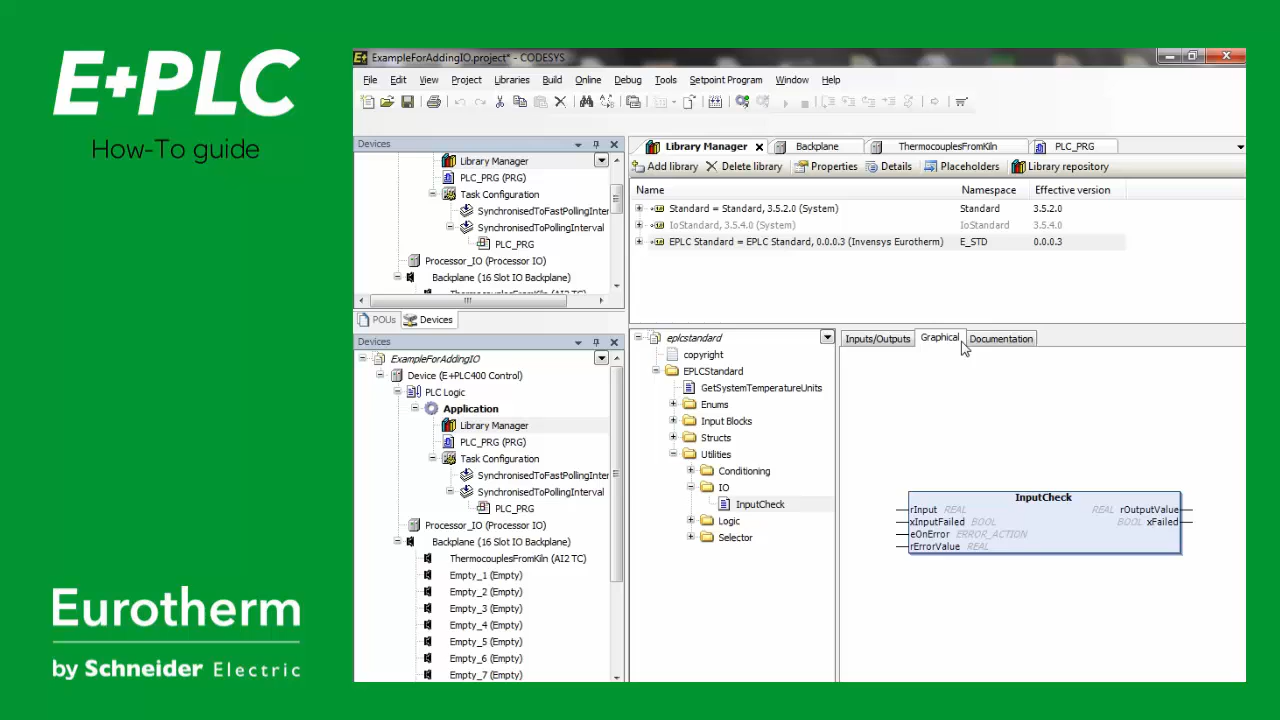 E+PLC
How-To guide
Eurotherm
by Schneider Electric
ExampleForAddingIO.project* - CODESYS
File Edit View Project Libraries Build Online Debug Tools Setpoint Program Window Help
Devices
Library Manager
PLC_PRG (PRG)
Task Configuration
SynchronisedToFastPollingInter
SynchronisedToPollingInterval
PLC_PRG
Processor_IO (Processor IO)
Backplane (16 Slot IO Backplane)
ThermocouplesFromKiln (AI2 TC)
POUs Devices
Devices
ExampleForAddingIO
Device (E+PLC400 Control)
PLC Logic
Application
Library Manager
PLC_PRG (PRG)
Task Configuration
SynchronisedToFastPollingInter
SynchronisedToPollingInterval
PLC_PRG
Processor_IO (Processor IO)
Backplane (16 Slot IO Backplane)
ThermocouplesFromKiln (AI2 TC)
Empty_1 (Empty)
Empty_2 (Empty)
Empty_3 (Empty)
Empty_4 (Empty)
Empty_5 (Empty)
Empty_6 (Empty)
Empty_7 (Empty)
Library Manager Backplane ThermocouplesFromKiln PLC_PRG
Add library Delete library Properties Details Placeholders Library repository
Name Namespace Effective version
Standard = Standard, 3.5.2.0 (System) Standard 3.5.2.0
IoStandard, 3.5.4.0 (System) IoStandard 3.5.4.0
EPLC Standard = EPLC Standard, 0.0.0.3 (Invensys Eurotherm) E_STD 0.0.0.3
eplcstandard
copyright
EPLCStandard
GetSystemTemperatureUnits
Enums
Input Blocks
Structs
Utilities
Conditioning
IO
InputCheck
Logic
Selector
Inputs/Outputs Graphical Documentation
InputCheck
rInput REAL REAL rOutputValue
xInputFailed BOOL BOOL xFailed
eOnError ERROR_ACTION
rErrorValue REAL